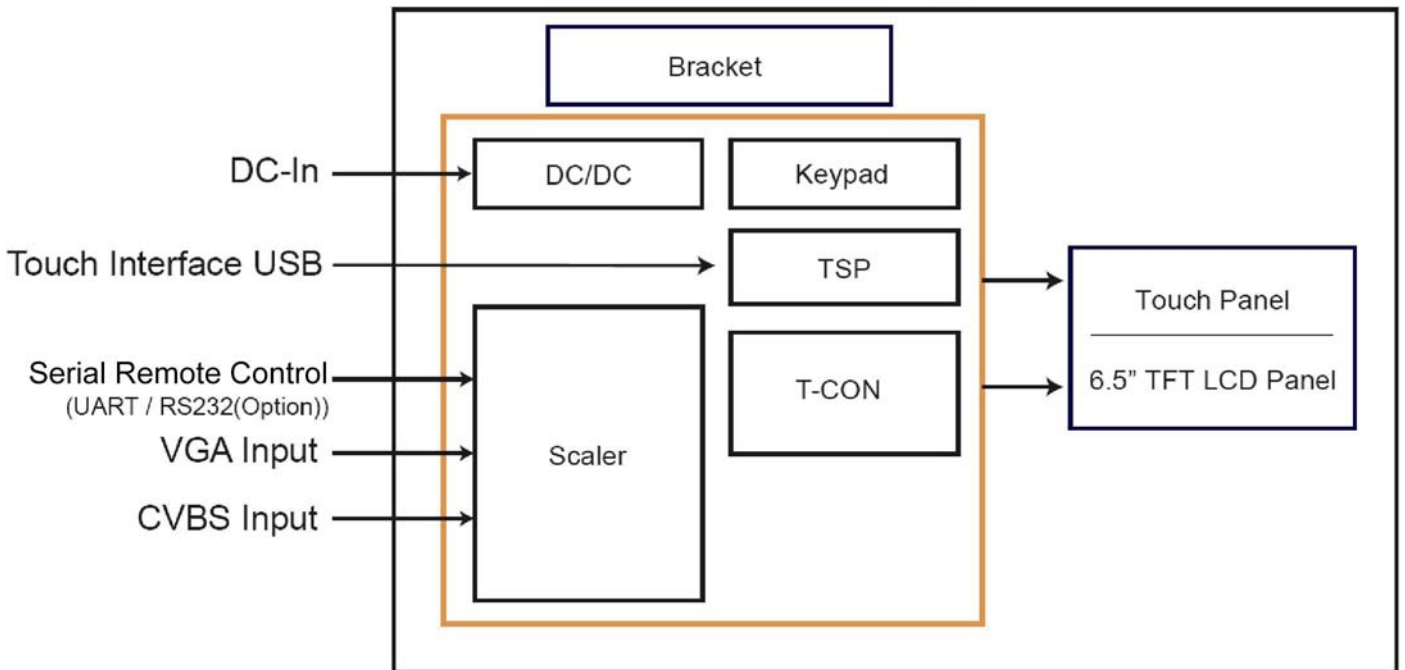 Bracket
DC-In
DC/DC
Keypad
Touch Interface USB
TSP
Touch Panel
Serial Remote Control
(UART / RS232(Option))
T-CON
6.5” TFT LCD Panel
VGA Input
Scaler
CVBS Input